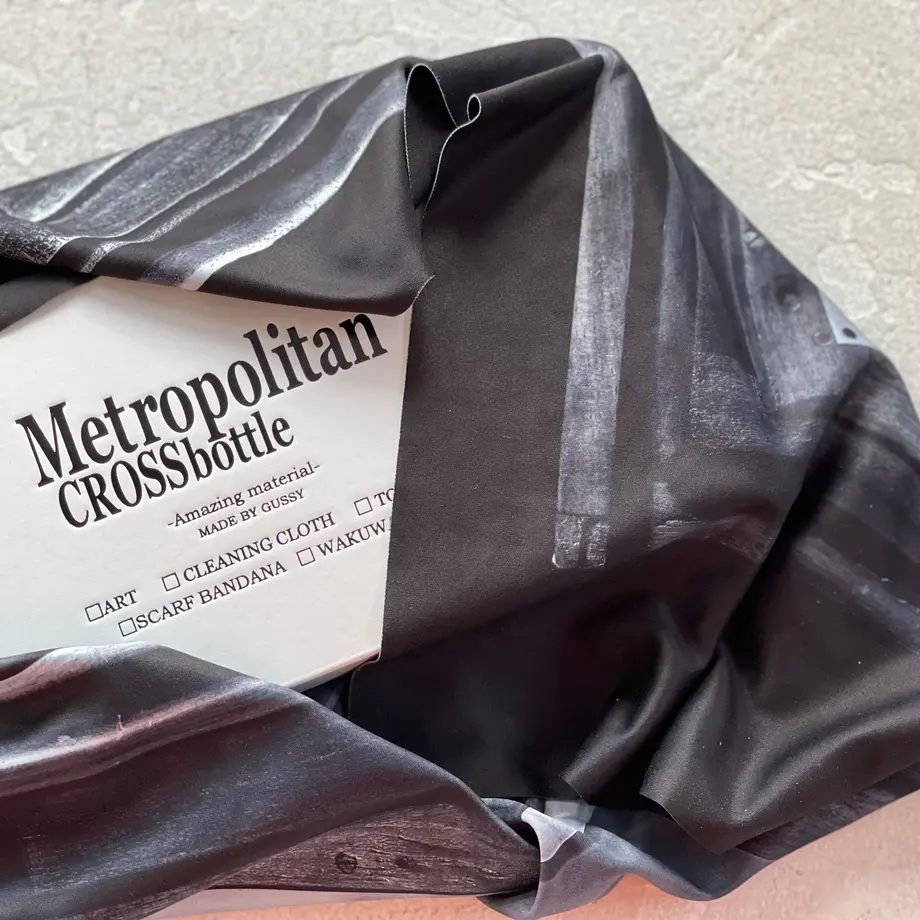 Metropolitan
CROSSbottle
-Amazing material-
MADE BY GUSSY
☐ART ☐CLEANING CLOTH ☐
☐SCARF BANDANA ☐